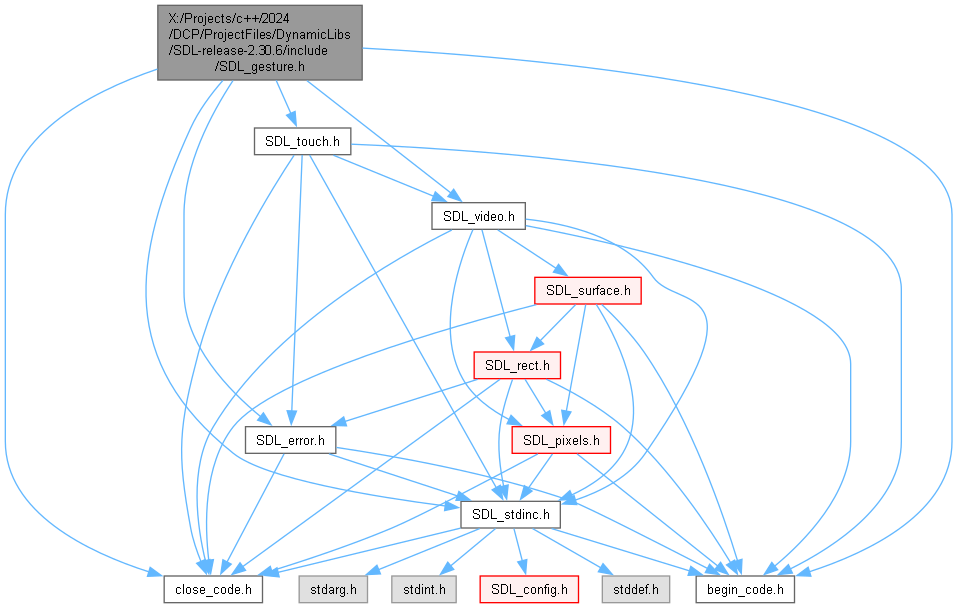 X:/Projects/c++/2024
/DCP/ProjectFiles/DynamicLibs
/SDL-release-2.30.6/include
/SDL_gesture.h
SDL_touch.h
SDL_video.h
SDL_surface.h
SDL_rect.h
SDL_error.h
SDL_pixels.h
SDL_stdinc.h
close_code.h
stdarg.h
stdint.h
SDL_config.h
stddef.h
begin_code.h